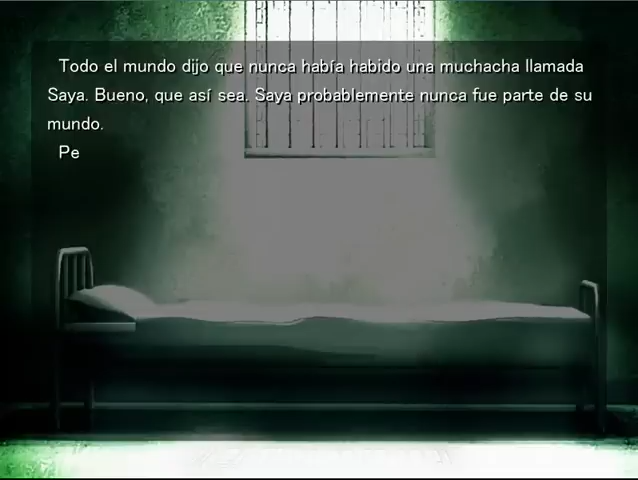 Todo el mundo dijo que nunca había habido una muchacha llamada
Saya. Bueno, que así sea. Saya probablemente nunca fue parte de su
mundo.
Pe